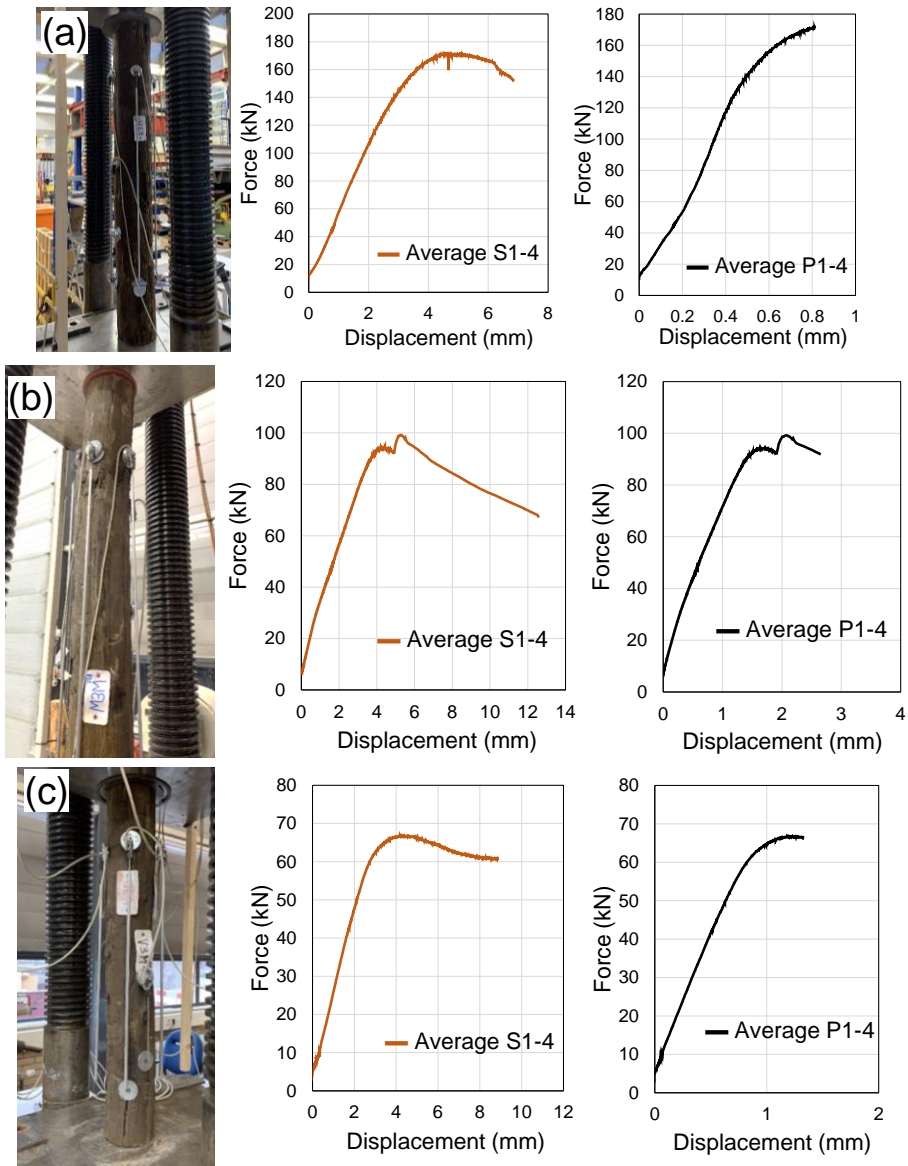 (a)
180
160
140
120
100
80
60
40
20
0
Force (kN)
0 2 4 6 8
Displacement (mm)
Average S1-4
180
160
140
120
100
80
60
40
20
0
Force (kN)
0 0.2 0.4 0.6 0.8 1
Displacement (mm)
Average P1-4
(b)
M3M
120
100
80
60
40
20
0
Force (kN)
0 2 4 6 8 10 12 14
Displacement (mm)
Average S1-4
120
100
80
60
40
20
0
Force (kN)
0 1 2 3 4
Displacement (mm)
Average P1-4
(c)
70
60
50
40
30
20
10
0
80
Force (kN)
0 2 4 6 8 10 12
Displacement (mm)
Average S1-4
80
70
60
50
40
30
20
10
0
Force (kN)
0 1 2
Displacement (mm)
Average P1-4